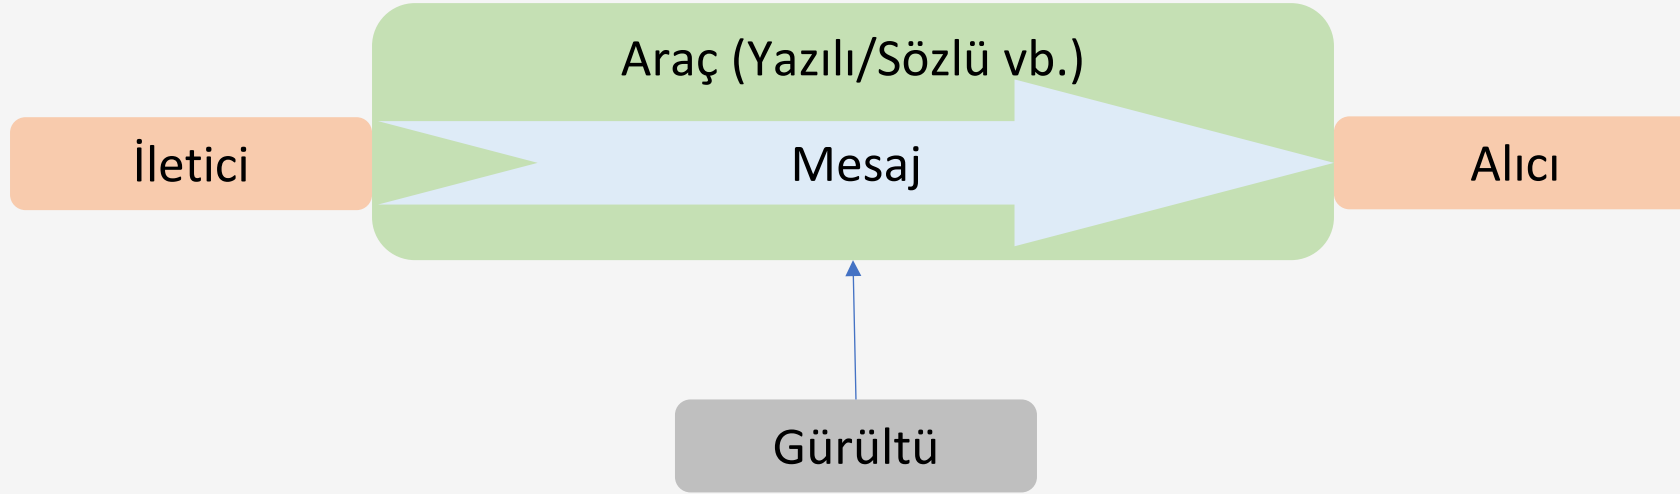 Araç (Yazılı/Sözlü vb.)
İletici
Mesaj
Alıcı
Gürültü